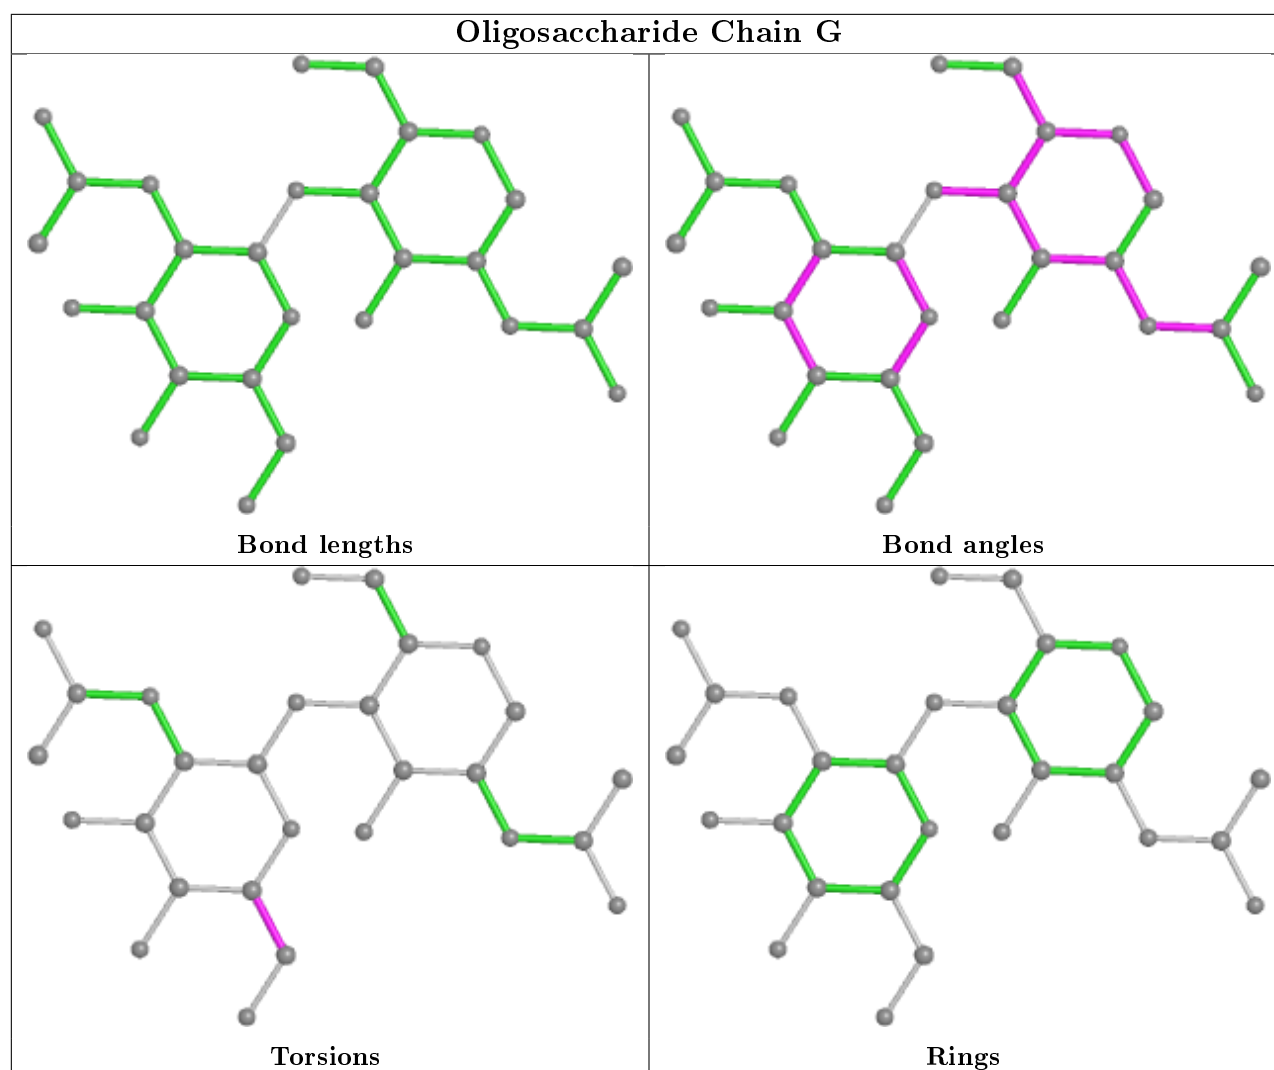 Oligosaccharide Chain G
Bond lengths
Bond angles
Torsions
Rings